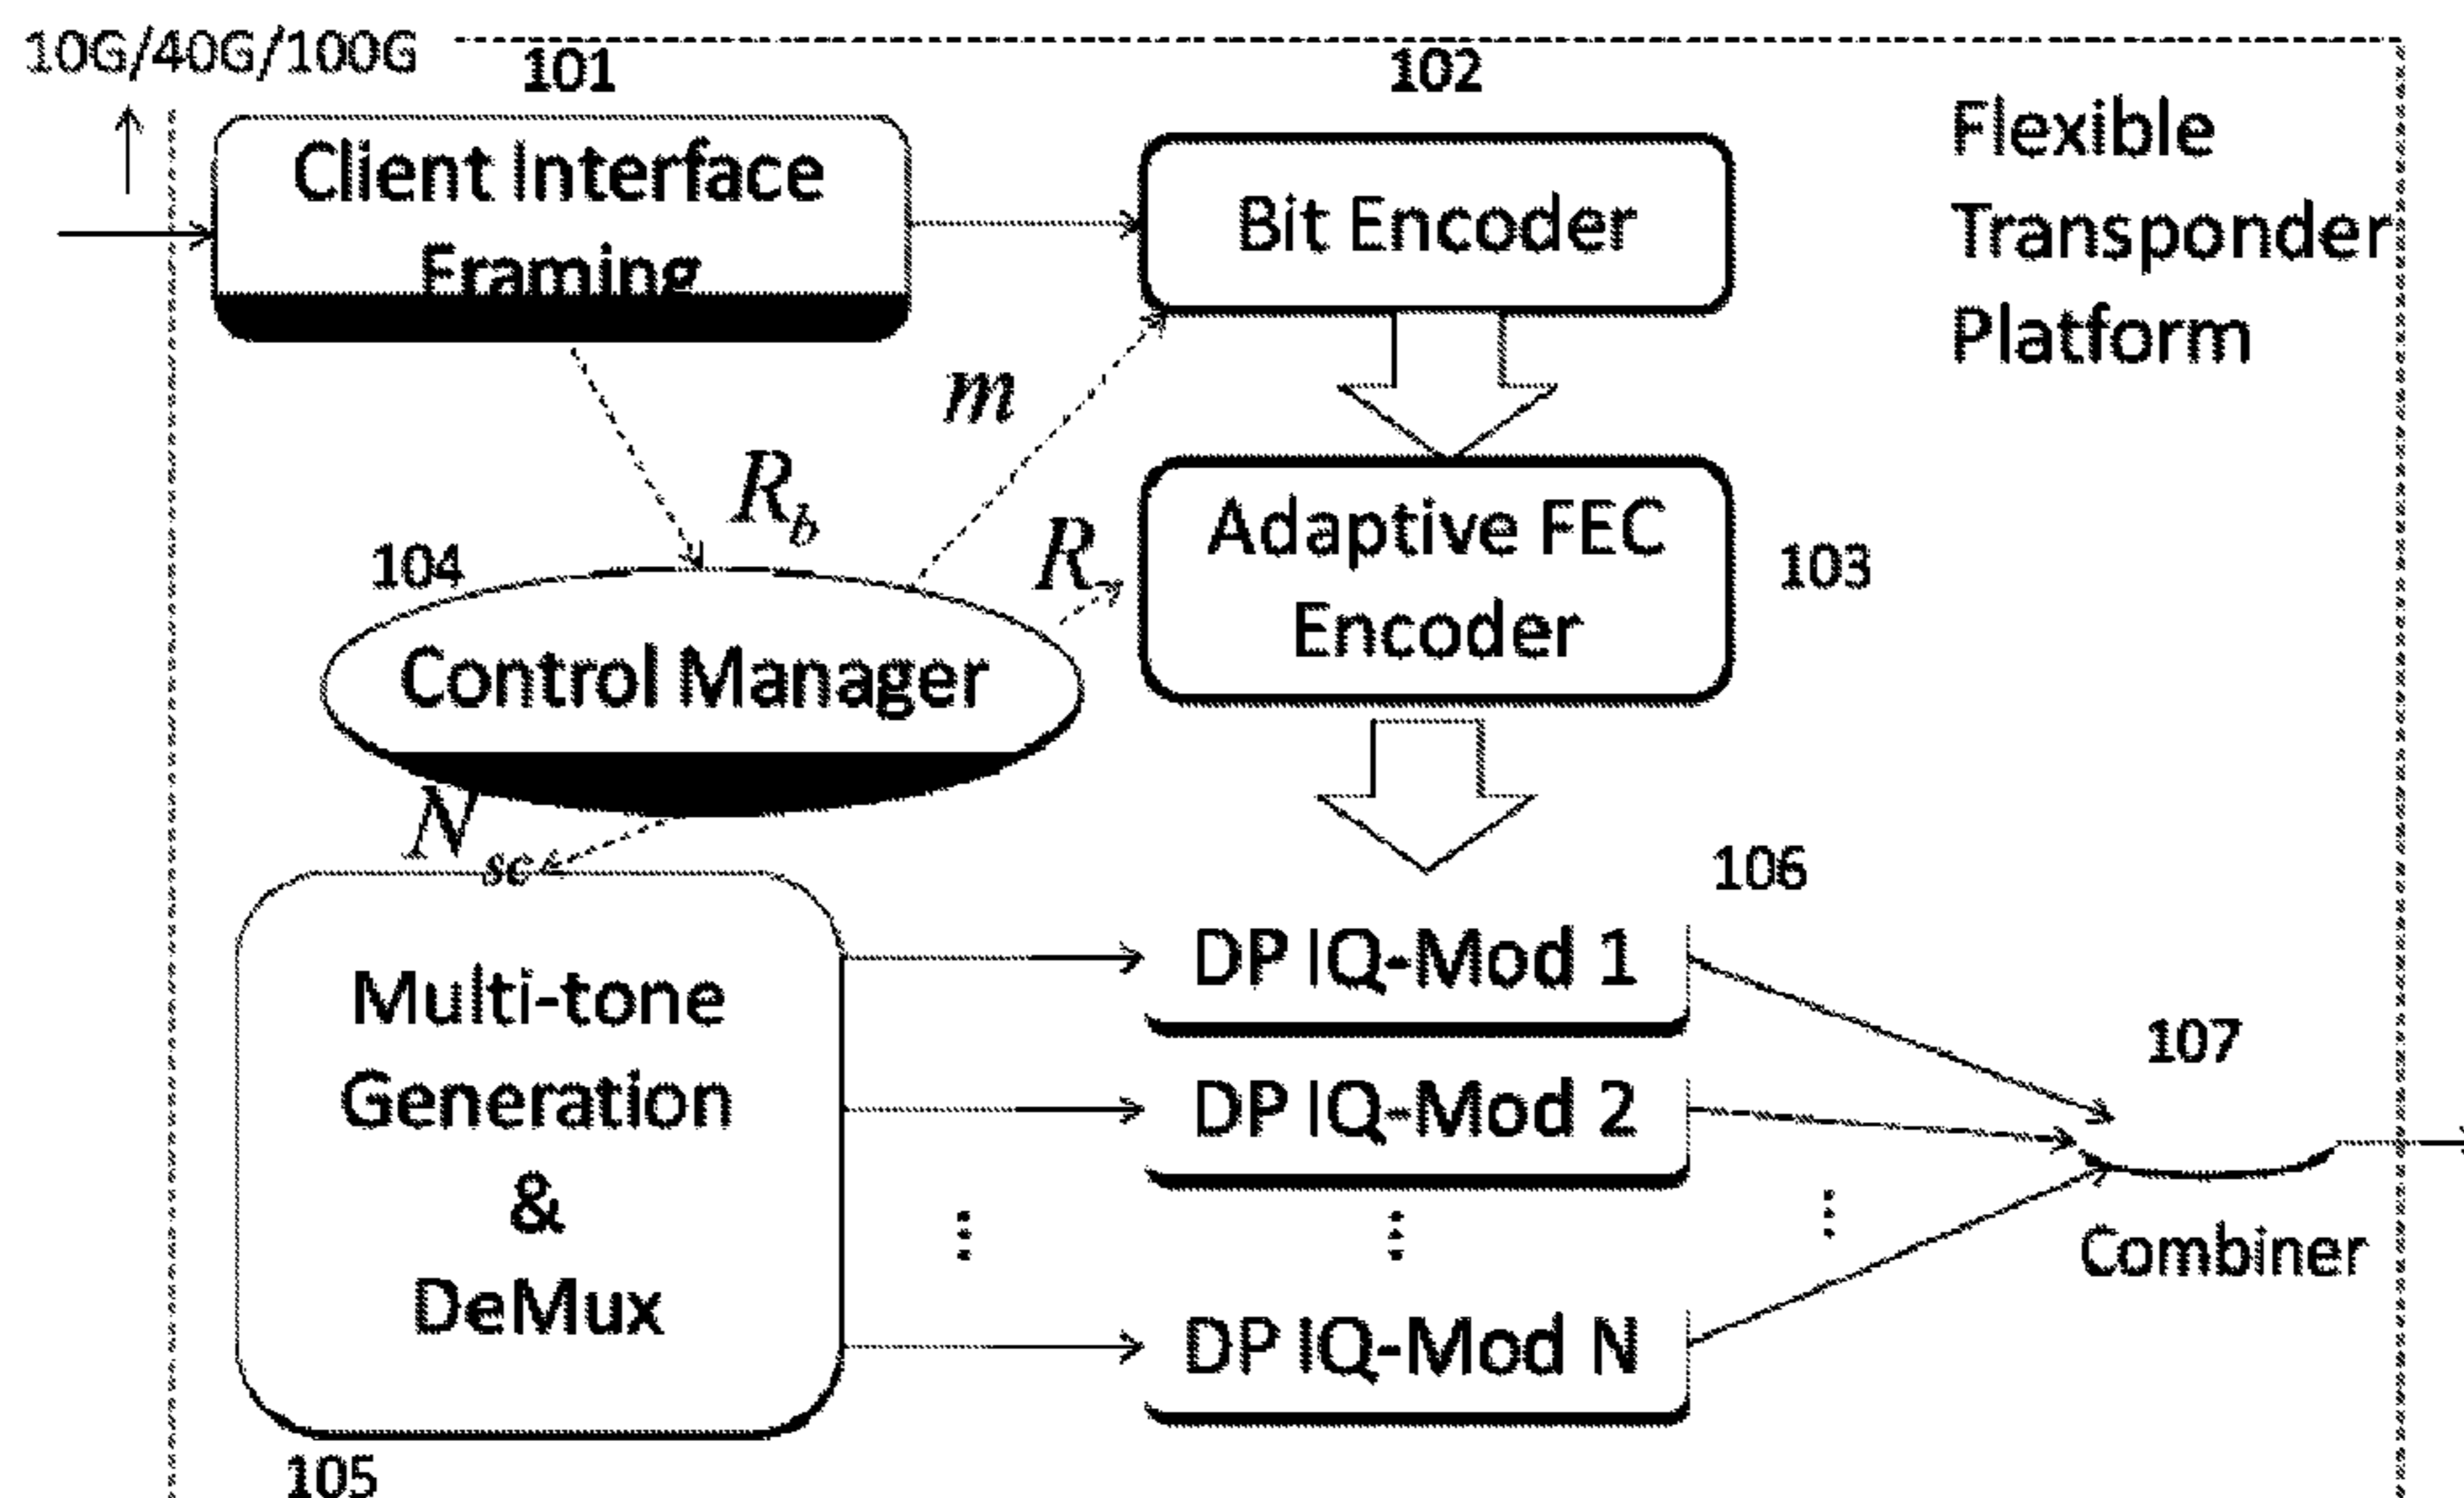 10G/40G/100G
101
102
Client Interface
Framing
Bit Encoder
Flexible
Transponder
Platform
m
R_b
R
104
Control Manager
Adaptive FEC
Encoder
103
N_sc
106
Multi-tone
Generation
&
DeMux
105
DP IQ-Mod 1
DP IQ-Mod 2
⋮
⋮
⋮
DP IQ-Mod N
107
Combiner